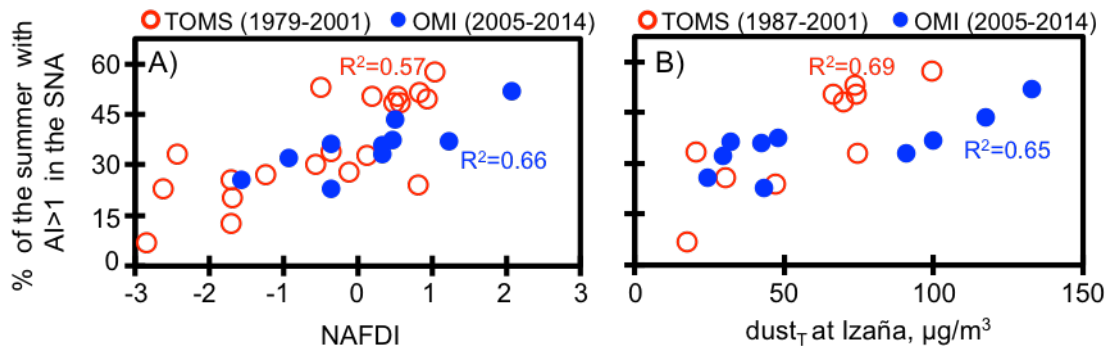 TOMS (1979-2001) OMI (2005-2014)
TOMS (1987-2001) OMI (2005-2014)
% of the summer with
AI>1 in the SNA
60
45
30
15
0
A)
R²=0.57
R²=0.66
-3 -2 -1 0 1 2 3
NAFDI
B)
R²=0.69
R²=0.65
0 50 100 150
dust_T at Izaña, µg/m³